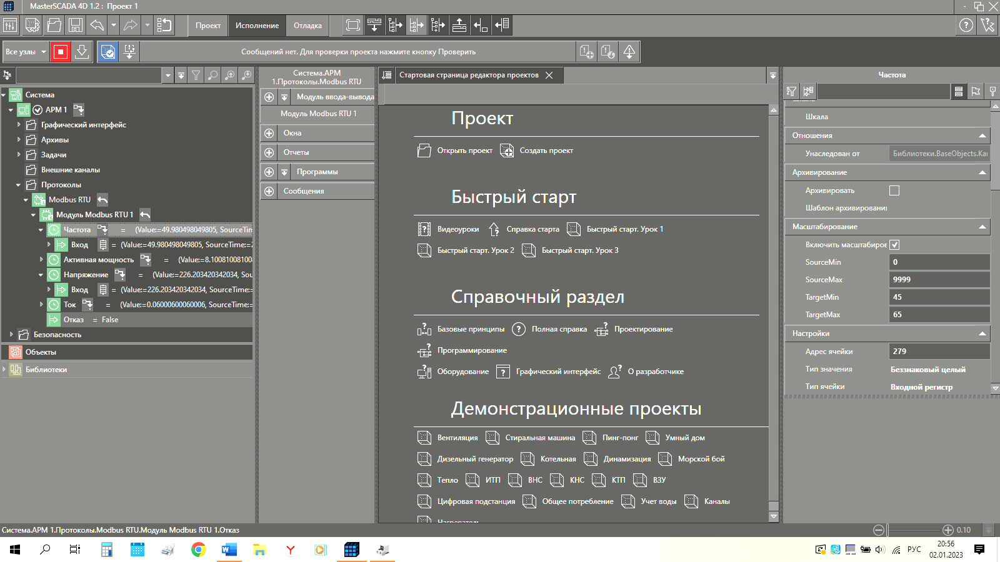 MasterSCADA 4D 1.2 : Проект 1
Проект
Исполнение
Отладка
Все узлы
Сообщений нет. Для проверки проекта нажмите кнопку Проверить
Система
АРМ 1
Графический интерфейс
Архивы
Задачи
Внешние каналы
Протоколы
Modbus RTU
Модуль Modbus RTU 1
Частота = (Value:=49.980498049805, SourceTin
Вход = (Value:=49.980498049805, SourceTime:=2
Активная мощность = (Value:=8.1008100810
Напряжение = (Value:=226.203420342034, Sou
Вход = (Value:=226.203420342034, SourceTime:=
Ток = (Value:=0.06000600060006, SourceTime:=
Отказ = False
Безопасность
Объекты
Библиотеки
Система.АРМ
1.Протоколы.Modbus RTU
Модуль ввода-вывода
Модуль Modbus RTU 1
Окна
Отчеты
Программы
Сообщения
Стартовая страница редактора проектов
Проект
Открыть проект
Создать проект
Быстрый старт
Видеоуроки
Справка старта
Быстрый старт. Урок 1
Быстрый старт. Урок 2
Быстрый старт. Урок 3
Справочный раздел
Базовые принципы
Полная справка
Проектирование
Программирование
Оборудование
Графический интерфейс
О разработчике
Демонстрационные проекты
Вентиляция
Стиральная машина
Пинг-понг
Умный дом
Дизельный генератор
Котельная
Динамизация
Морской бой
Тепло
ИТП
ВНС
КНС
КТП
ВЗУ
Цифровая подстанция
Общее потребление
Учет воды
Каналы
Нагреватель
Частота
Шкала
Отношения
Унаследован от
Библиотеки.BaseObjects.Ка
Архивирование
Архивировать
Шаблон архивирования
Масштабирование
Включить масштабиров
SourceMin
0
SourceMax
9999
TargetMin
45
TargetMax
65
Настройки
Адрес ячейки
279
Тип значения
Беззнаковый целый
Тип ячейки
Входной регистр
Система.АРМ 1.Протоколы.Modbus RTU.Модуль Modbus RTU 1.Отказ
0.10
РУС
20:56
02.01.2023